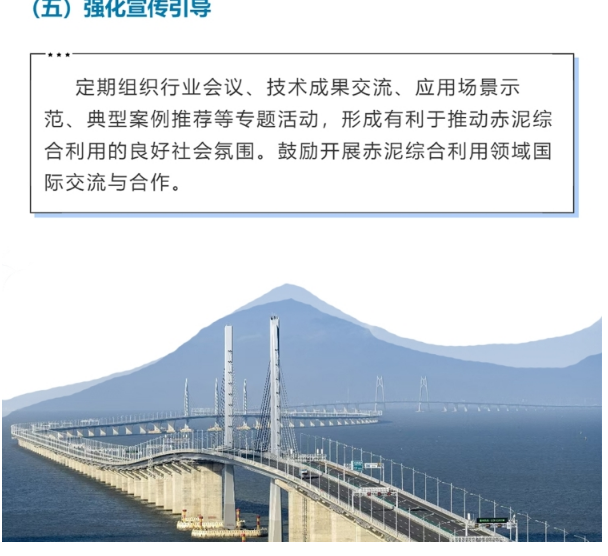 （五）强化宣传引导
定期组织行业会议、技术成果交流、应用场景示
范、典型案例推荐等专题活动，形成有利于推动赤泥综
合利用的良好社会氛围。鼓励开展赤泥综合利用领域国
际交流与合作。